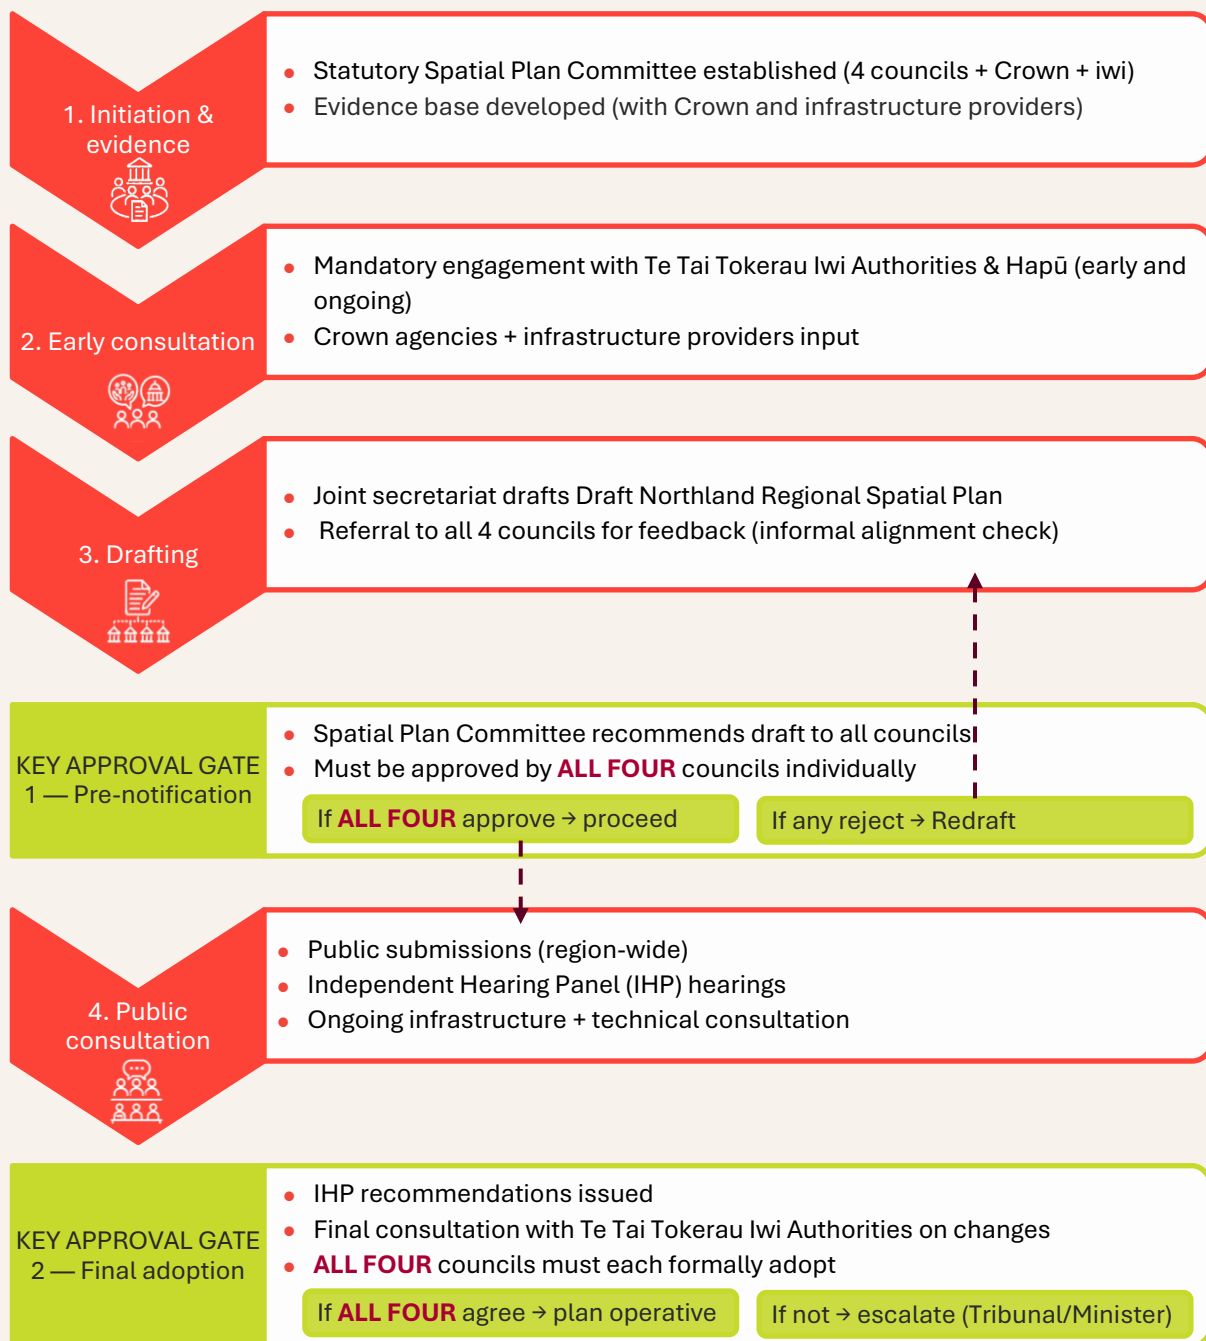 1. Initiation &
evidence
• Statutory Spatial Plan Committee established (4 councils + Crown + iwi)
• Evidence base developed (with Crown and infrastructure providers)
2. Early consultation
• Mandatory engagement with Te Tai Tokerau Iwi Authorities & Hapū (early and
ongoing)
• Crown agencies + infrastructure providers input
3. Drafting
• Joint secretariat drafts Draft Northland Regional Spatial Plan
• Referral to all 4 councils for feedback (informal alignment check)
KEY APPROVAL GATE
1 — Pre-notification
• Spatial Plan Committee recommends draft to all councils
• Must be approved by ALL FOUR councils individually
If ALL FOUR approve → proceed
If any reject → Redraft
4. Public
consultation
• Public submissions (region-wide)
• Independent Hearing Panel (IHP) hearings
• Ongoing infrastructure + technical consultation
KEY APPROVAL GATE
2 — Final adoption
• IHP recommendations issued
• Final consultation with Te Tai Tokerau Iwi Authorities on changes
• ALL FOUR councils must each formally adopt
If ALL FOUR agree → plan operative
If not → escalate (Tribunal/Minister)